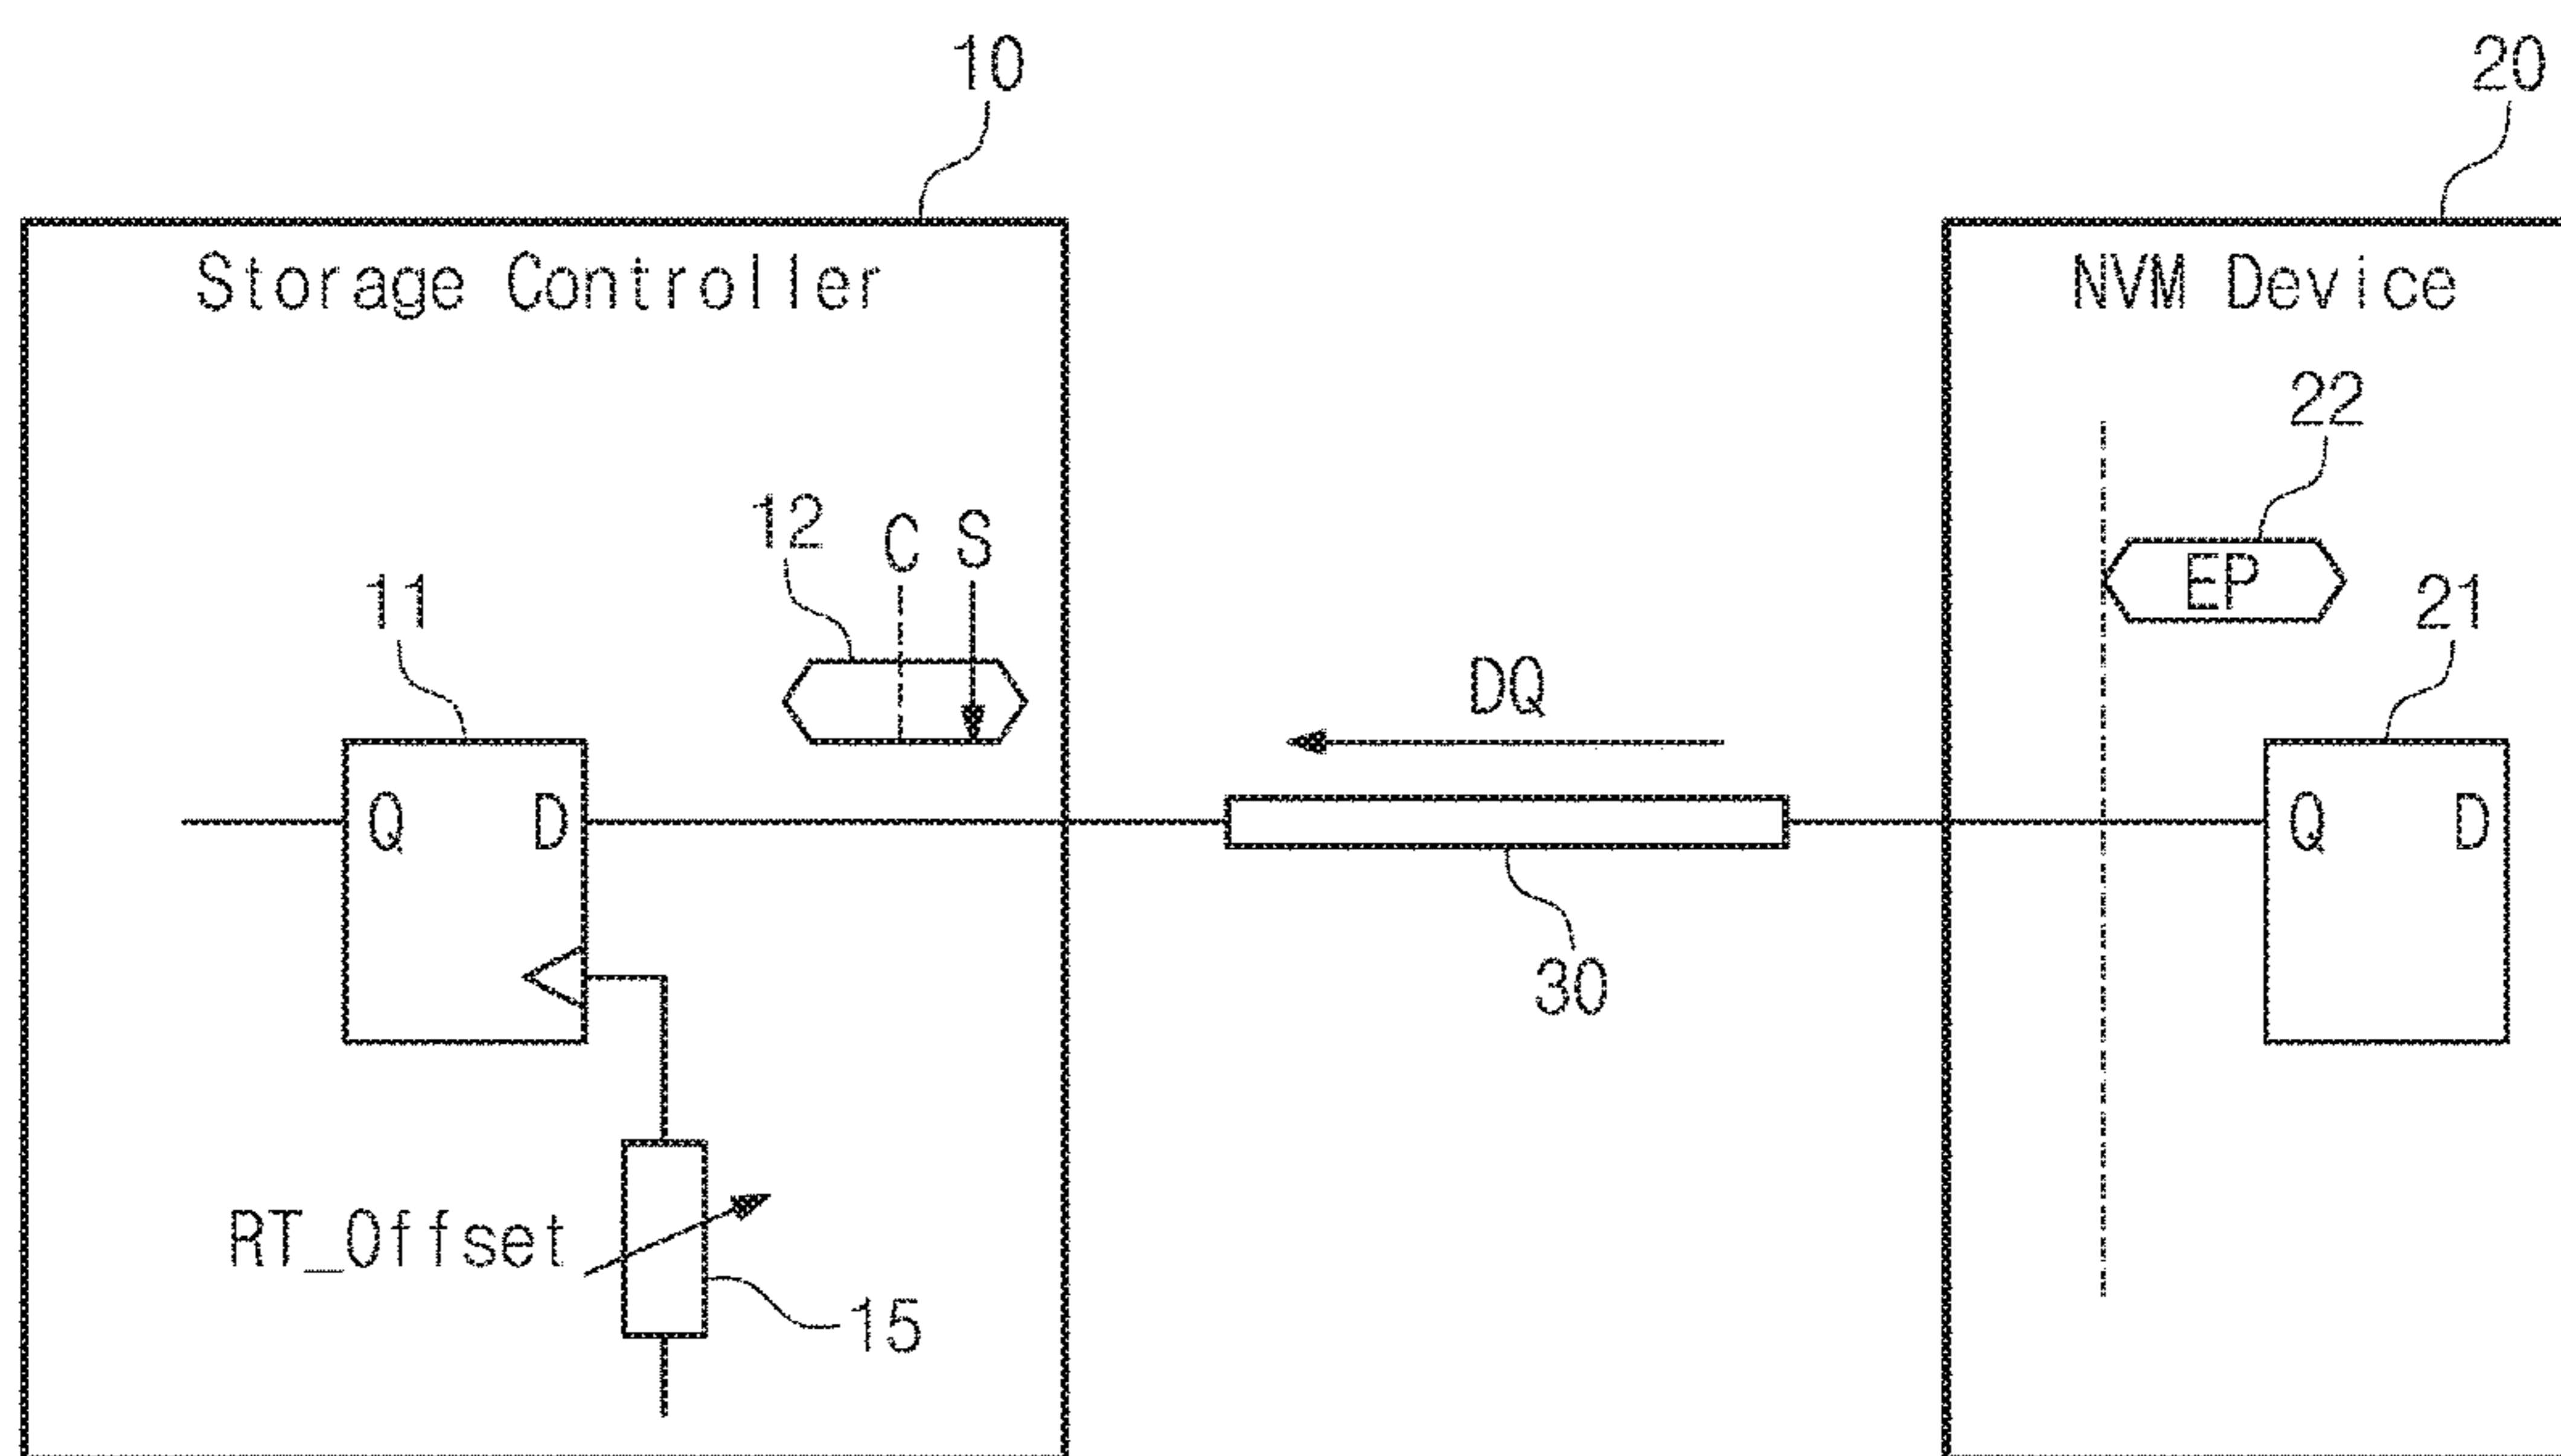 10
20
Storage Controller
NVM Device
22
12
C
S
EP
11
21
DQ
Q
D
Q
D
30
RT_Offset
15